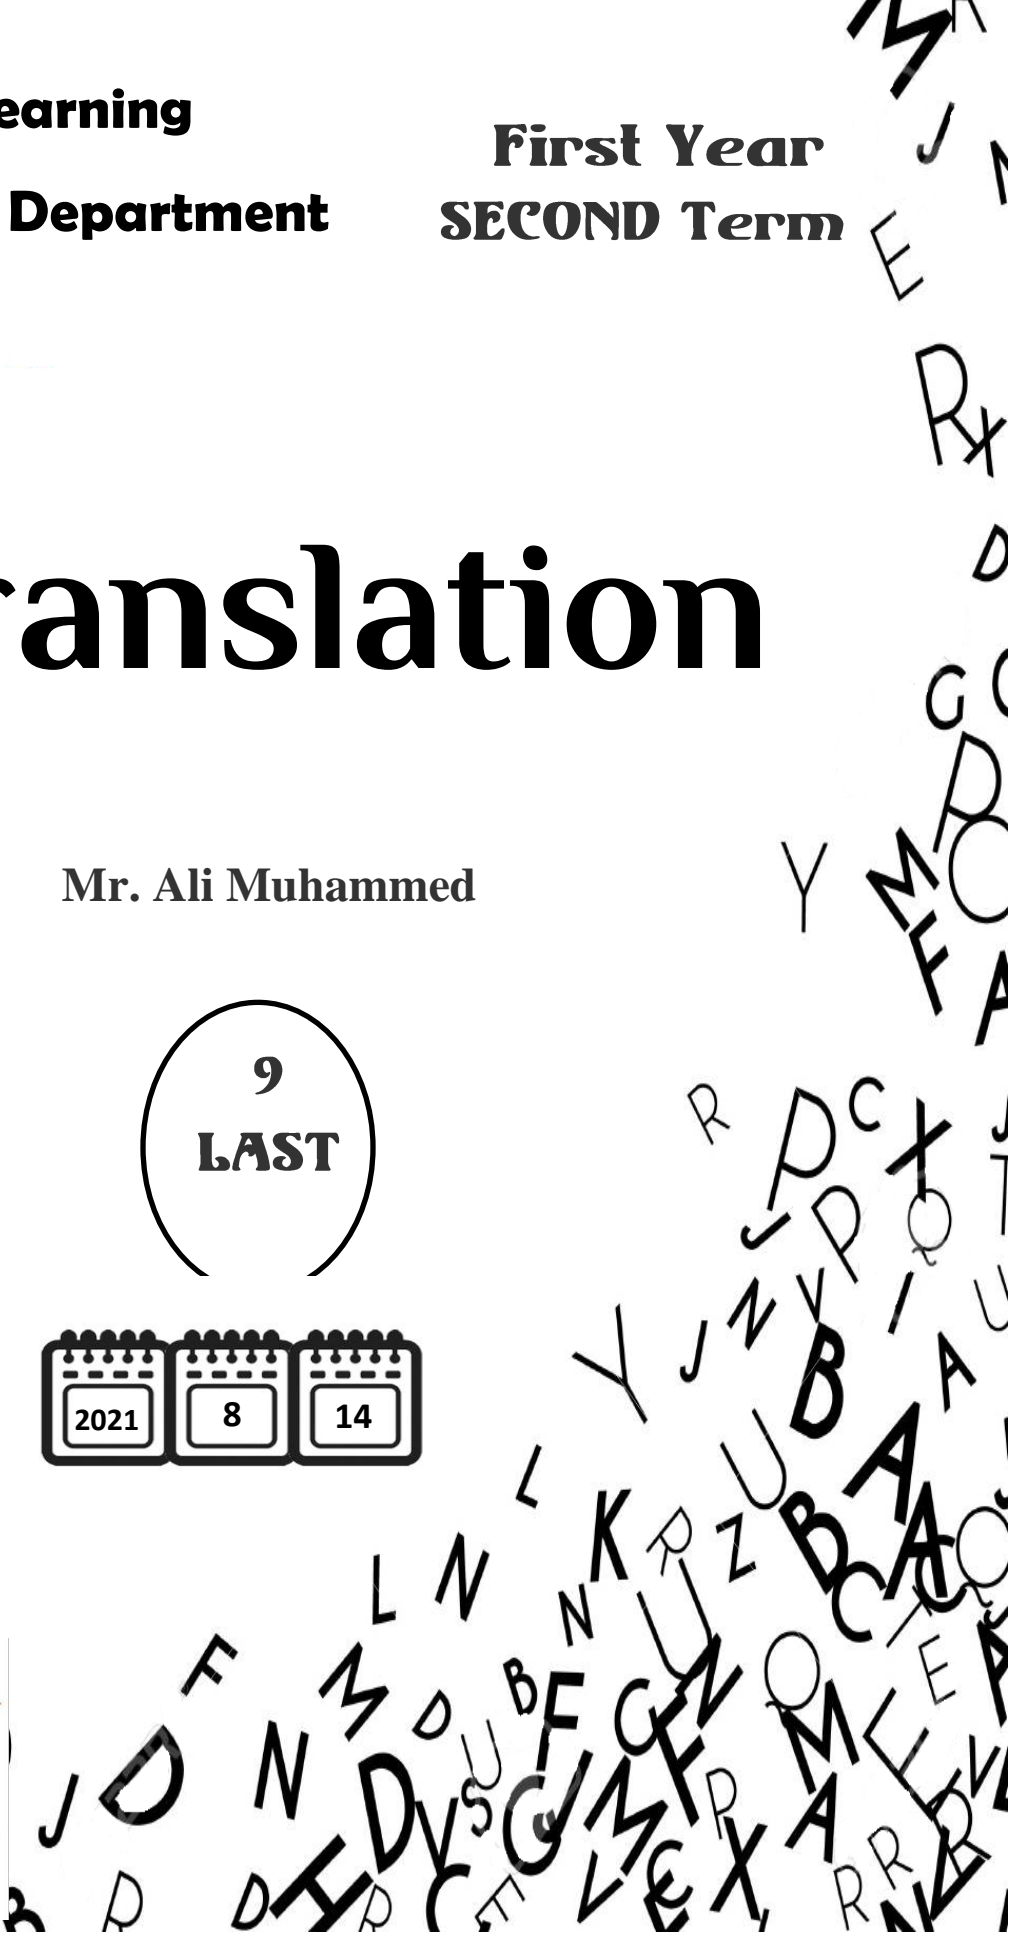 earning
First Year
Department
SECOND Term
ranslation
Mr. Ali Muhammed
9
LAST
2021 8 14